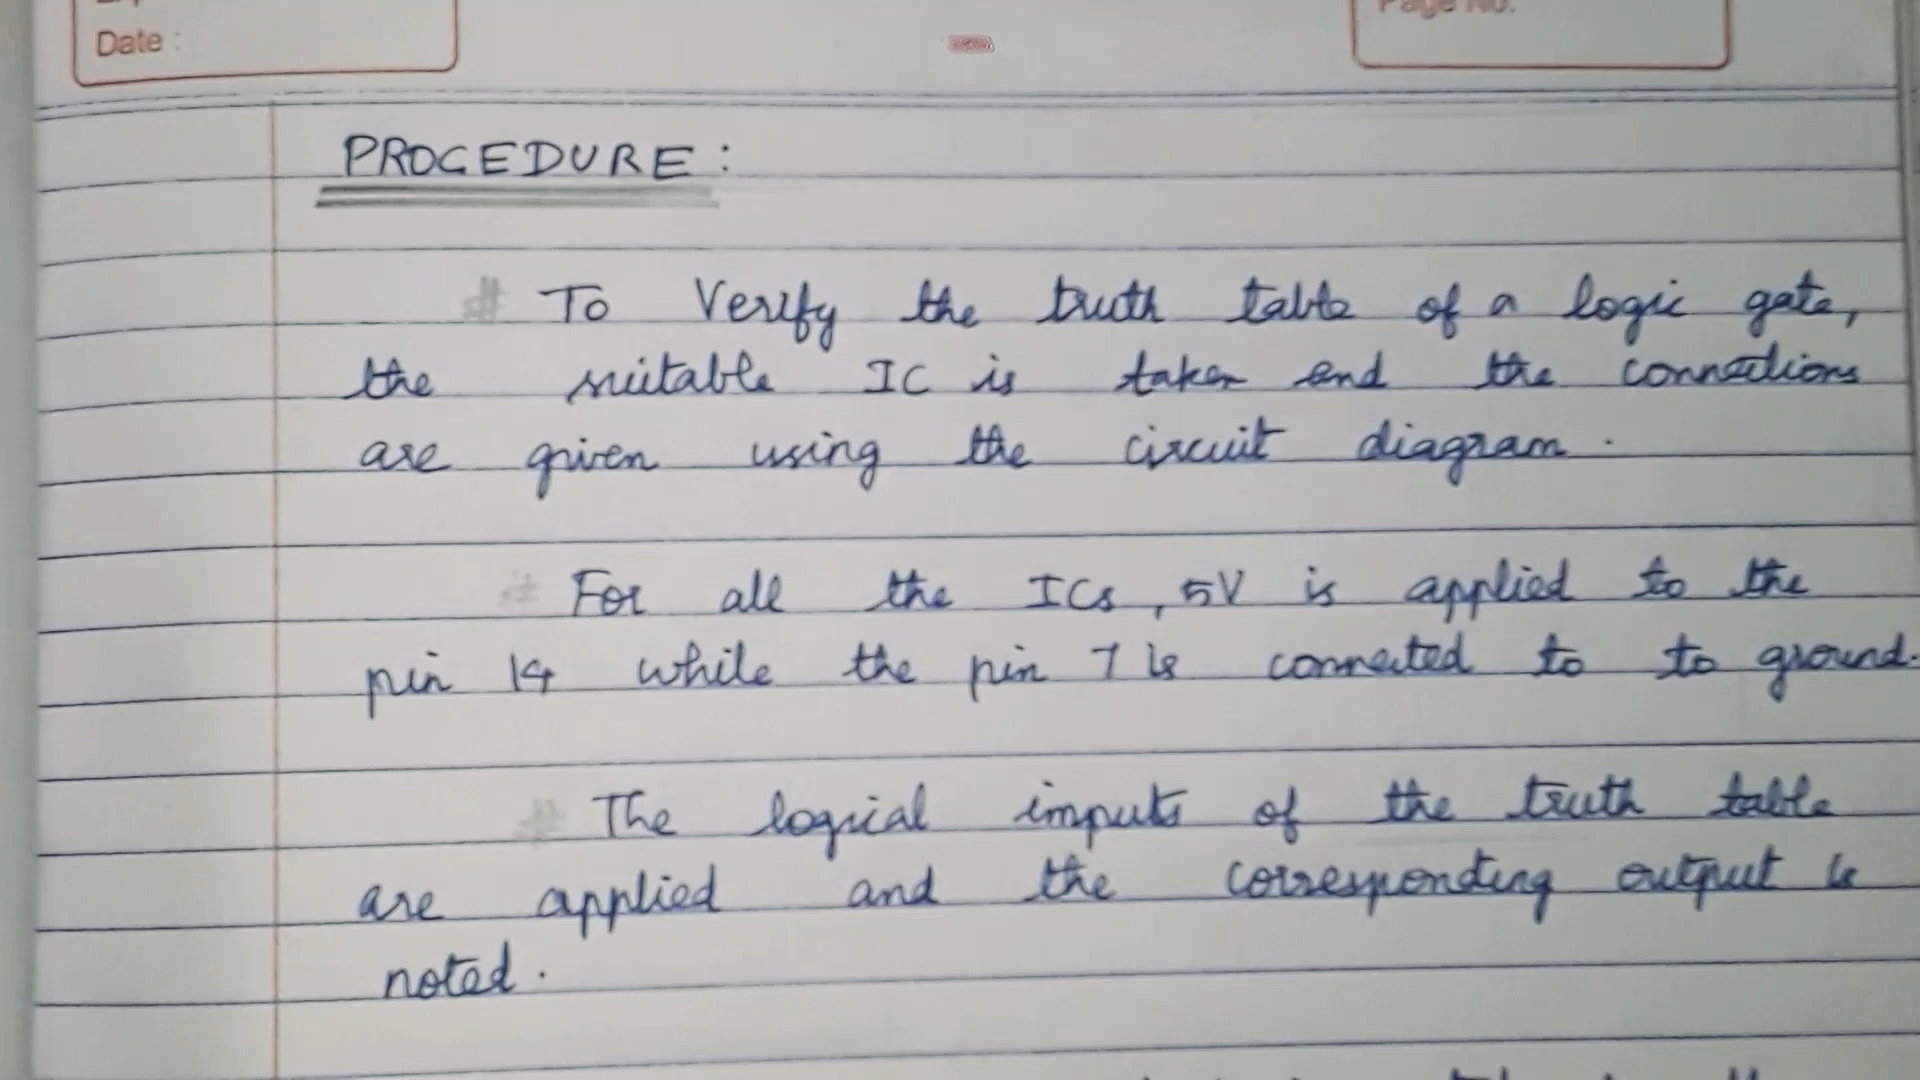 Date :
Page No.
PROCEDURE :
# To Verify the truth table of a logic gate,
the suitable IC is taken and the connections
are given using the circuit diagram .
# For all the ICs , 5V is applied to the
pin 14 while the pin 7 is connected to to ground.
# The logical inputs of the truth table
are applied and the corresponding output is
noted .